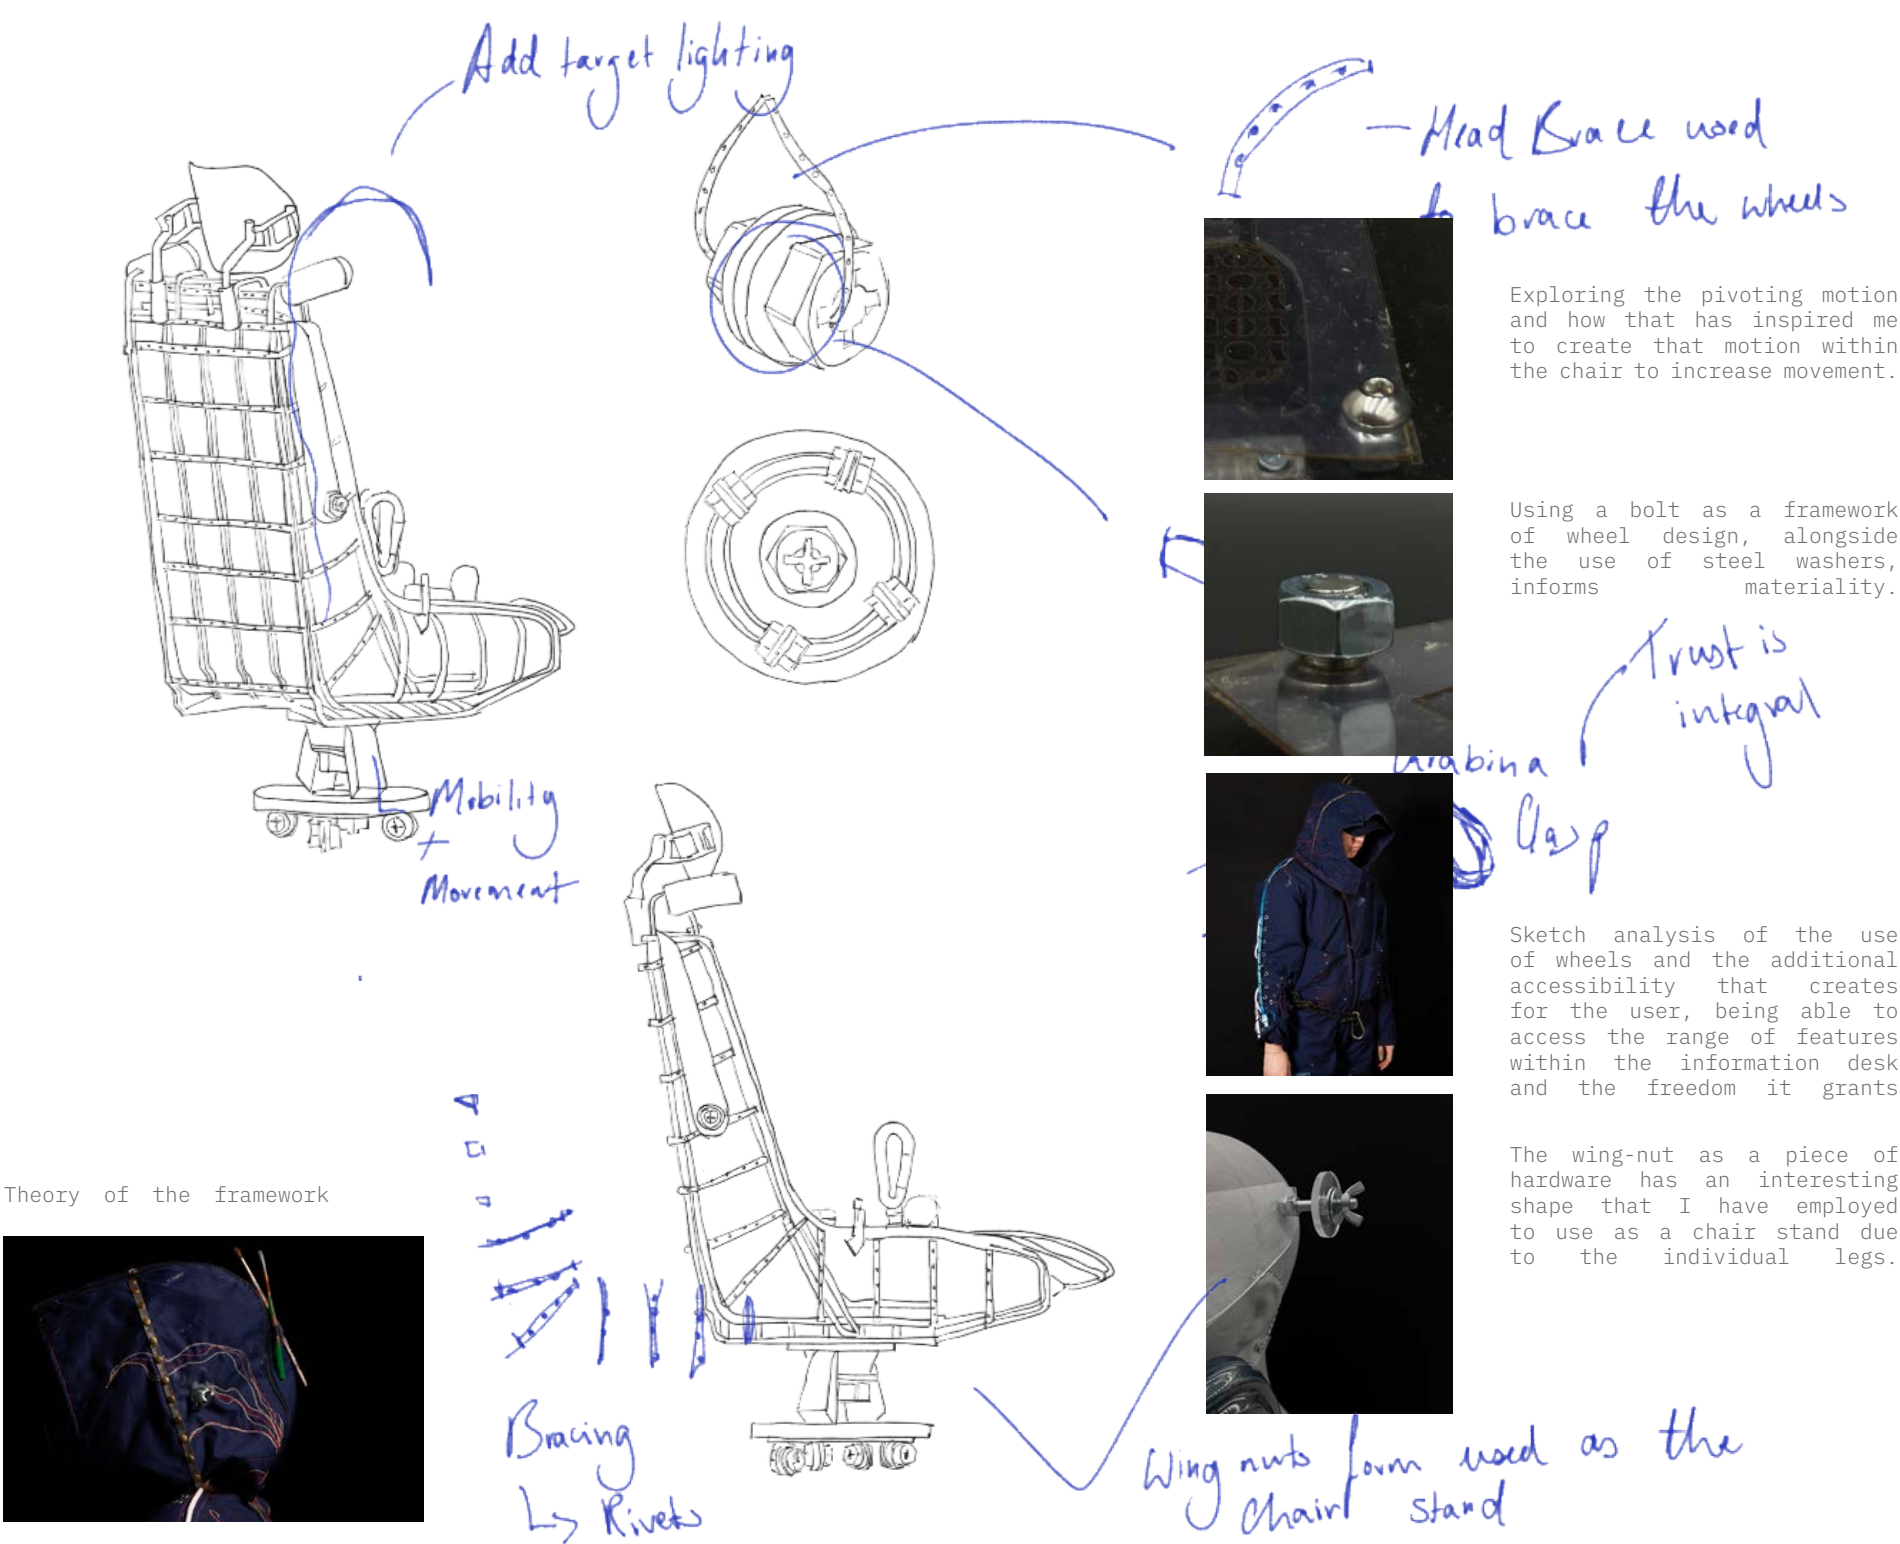 Add target lighting
— Head Brace used
to brace the wheels
Exploring the pivoting motion
and how that has inspired me
to create that motion within
the chair to increase movement.
Using a bolt as a framework
of wheel design, alongside
the use of steel washers,
informs materiality.
Trust is
integral
Clasp
Mobility
+
Movement
Sketch analysis of the use
of wheels and the additional
accessibility that creates
for the user, being able to
access the range of features
within the information desk
and the freedom it grants
The wing-nut as a piece of
hardware has an interesting
shape that I have employed
to use as a chair stand due
to the individual legs.
Theory of the framework
Bracing
↳ Rivets
Wing nuts form used as the
chair stand